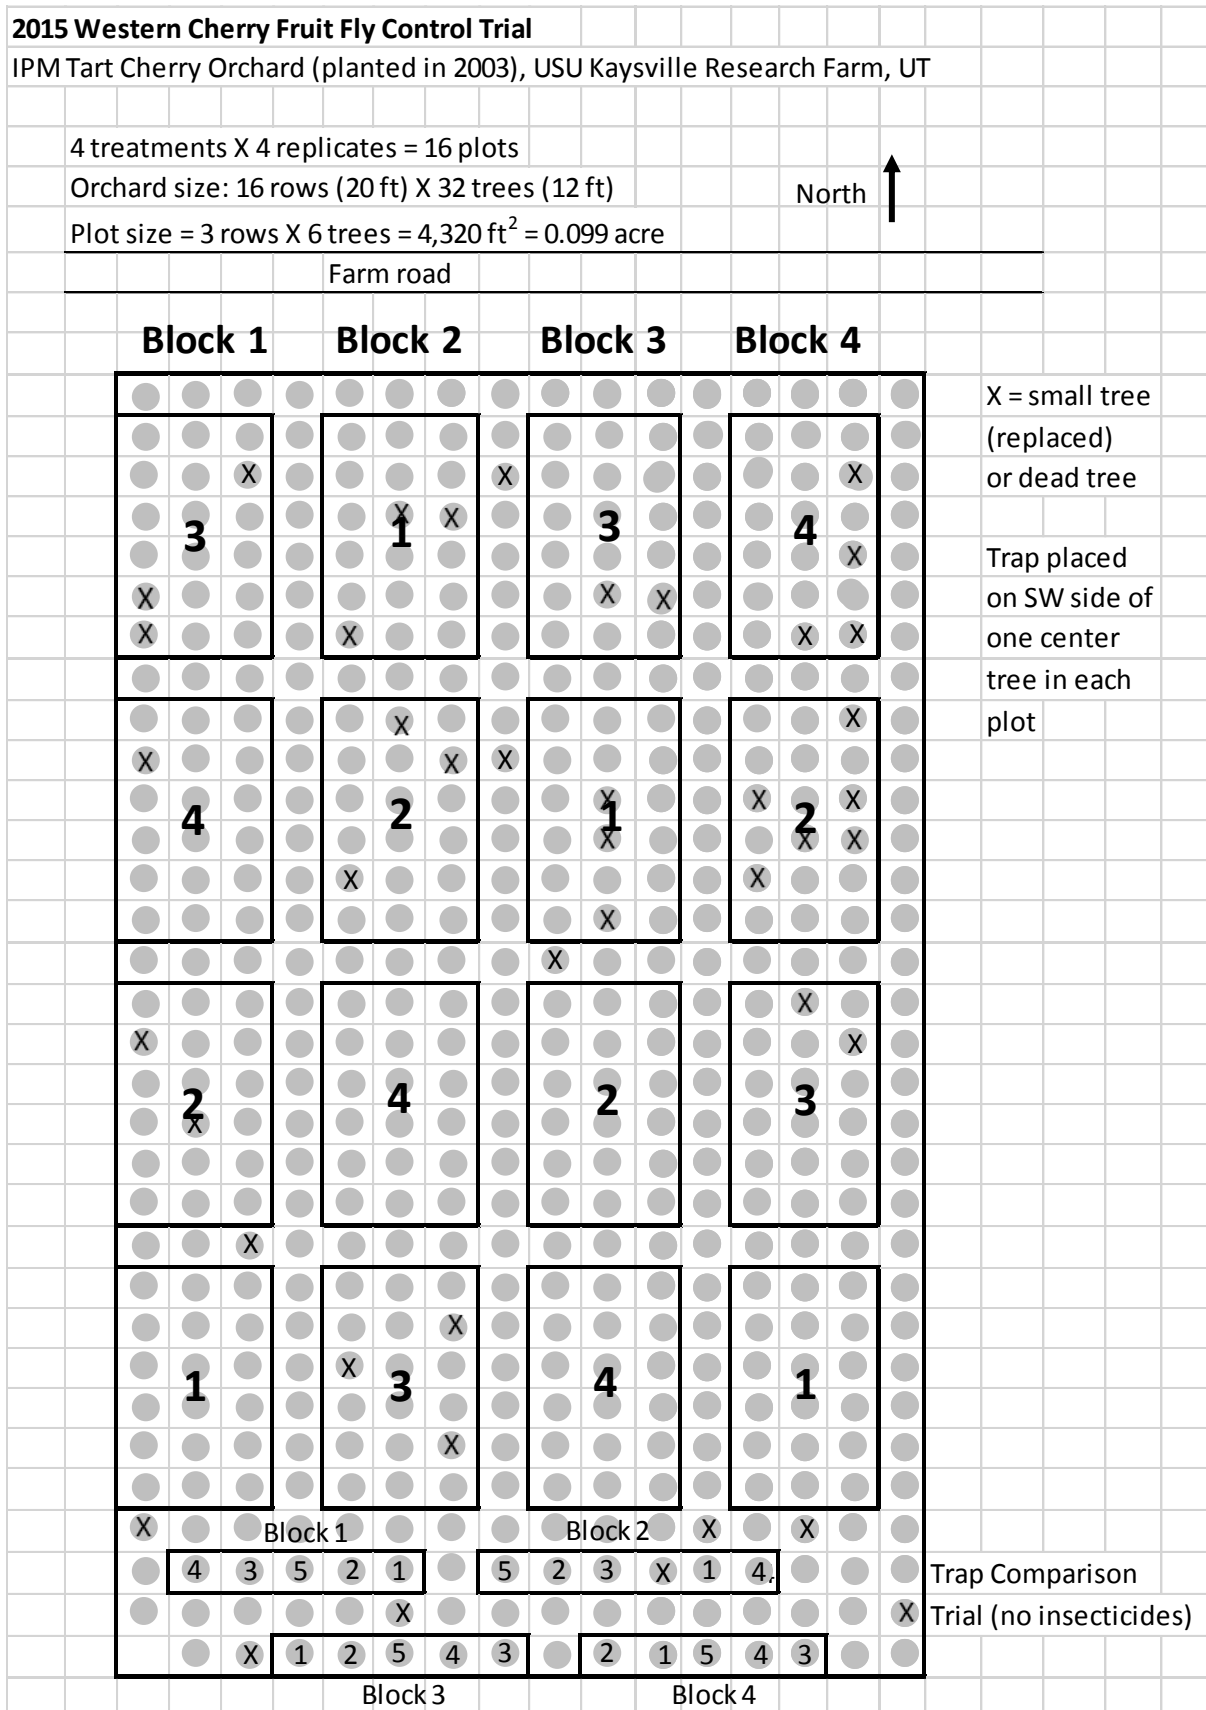 2015 Western Cherry Fruit Fly Control Trial
IPM Tart Cherry Orchard (planted in 2003), USU Kaysville Research Farm, UT
4 treatments X 4 replicates = 16 plots
Orchard size: 16 rows (20 ft) X 32 trees (12 ft)
North
Plot size = 3 rows X 6 trees = 4,320 ft² = 0.099 acre
Farm road
Block 1 Block 2 Block 3 Block 4
X = small tree
(replaced)
X X X
or dead tree
X X
3 1 3 4
X
Trap placed
X X X
on SW side of
X X X X
one center
tree in each
X X
plot
X X X
X X X
4 2 1 2
X X X
X X
X
X
X
X X
2 4 2 3
X
X
X
X
1 3 4 1
X
X X X
Block 1 Block 2
4 3 5 2 1 5 2 3 X 1 4
Trap Comparison
X X
Trial (no insecticides)
X 1 2 5 4 3 2 1 5 4 3
Block 3 Block 4